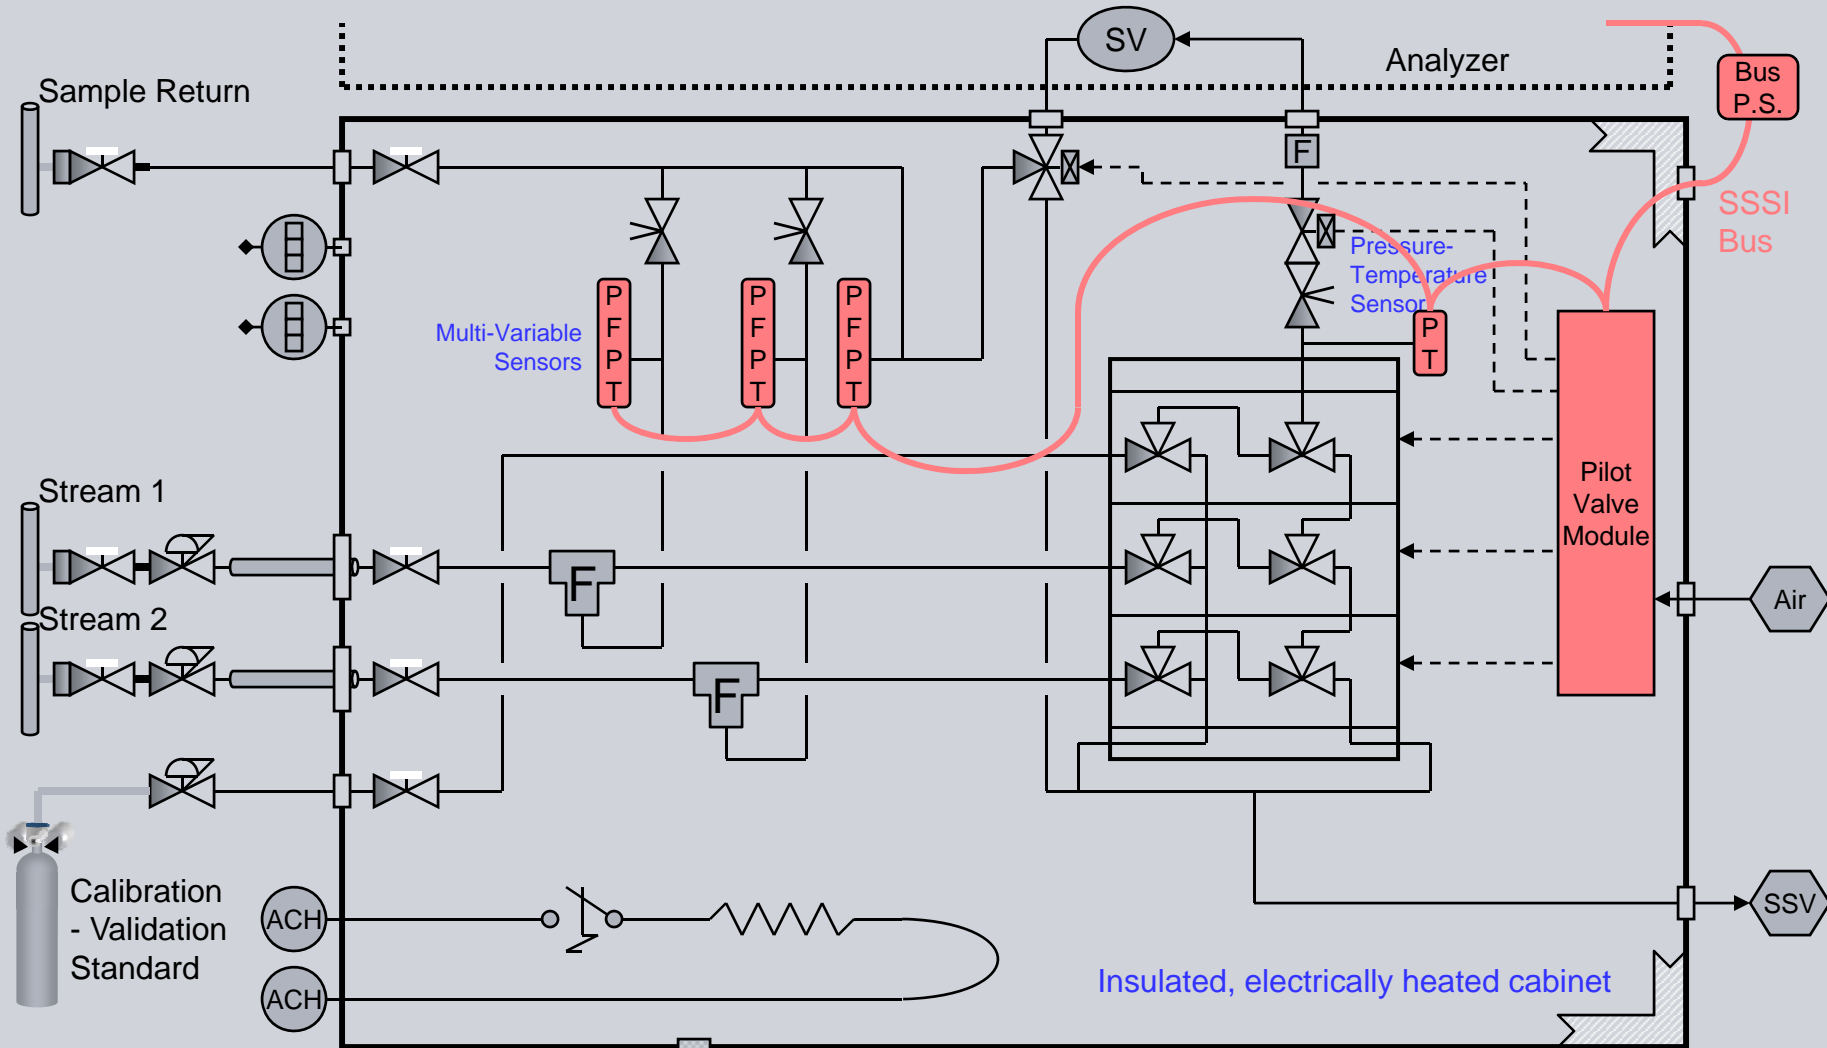 SV
Analyzer
Bus
P.S.
Sample Return
F
SSSI
Bus
Pressure-
Temperature
Sensor
Multi-Variable
Sensors
P
F
P
T
P
F
P
T
P
F
P
T
P
T
Stream 1
Pilot
Valve
Module
F
Air
Stream 2
F
Calibration
- Validation
Standard
ACH
SSV
ACH
Insulated, electrically heated cabinet